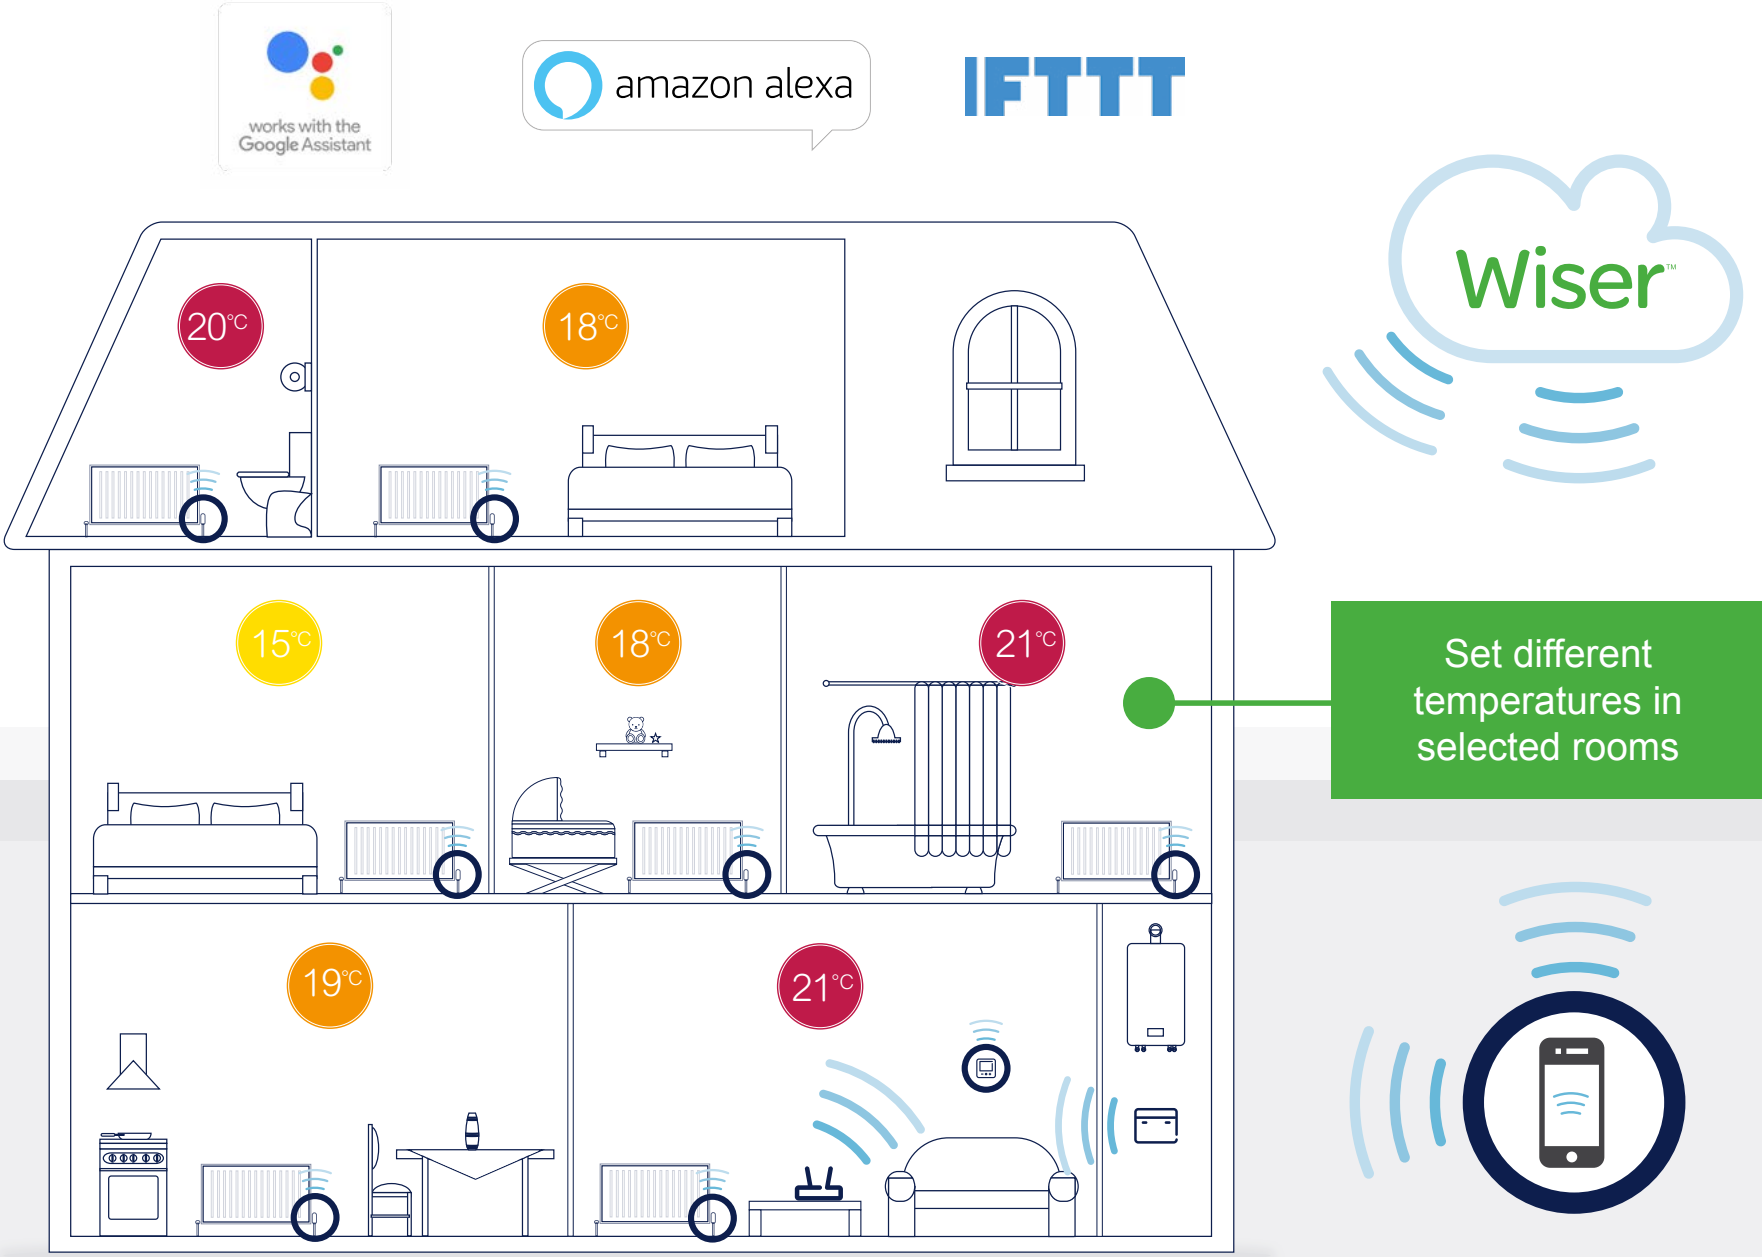 works with the
Google Assistant
amazon alexa
IFTTT
Wiser™
20°C
18°C
15°C
18°C
21°C
Set different
temperatures in
selected rooms
19°C
21°C